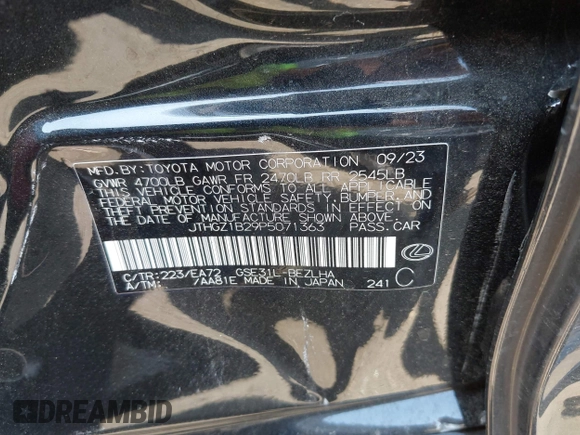 MFD. BY: TOYOTA MOTOR CORPORATION 09/23
GVWR 4700LB GAWR FR 2470LB RR 2545LB
THIS VEHICLE CONFORMS TO ALL APPLICABLE
FEDERAL MOTOR VEHICLE SAFETY, BUMPER, AND
THEFT PREVENTION STANDARDS IN EFFECT ON
THE DATE OF MANUFACTURE SHOWN ABOVE.
JTHGZ1B29P5071363 PASS. CAR
C/TR: 223/EA72 GSE31L-BEZLHA
A/TM: /AA81E MADE IN JAPAN 241 C
DREAMBID